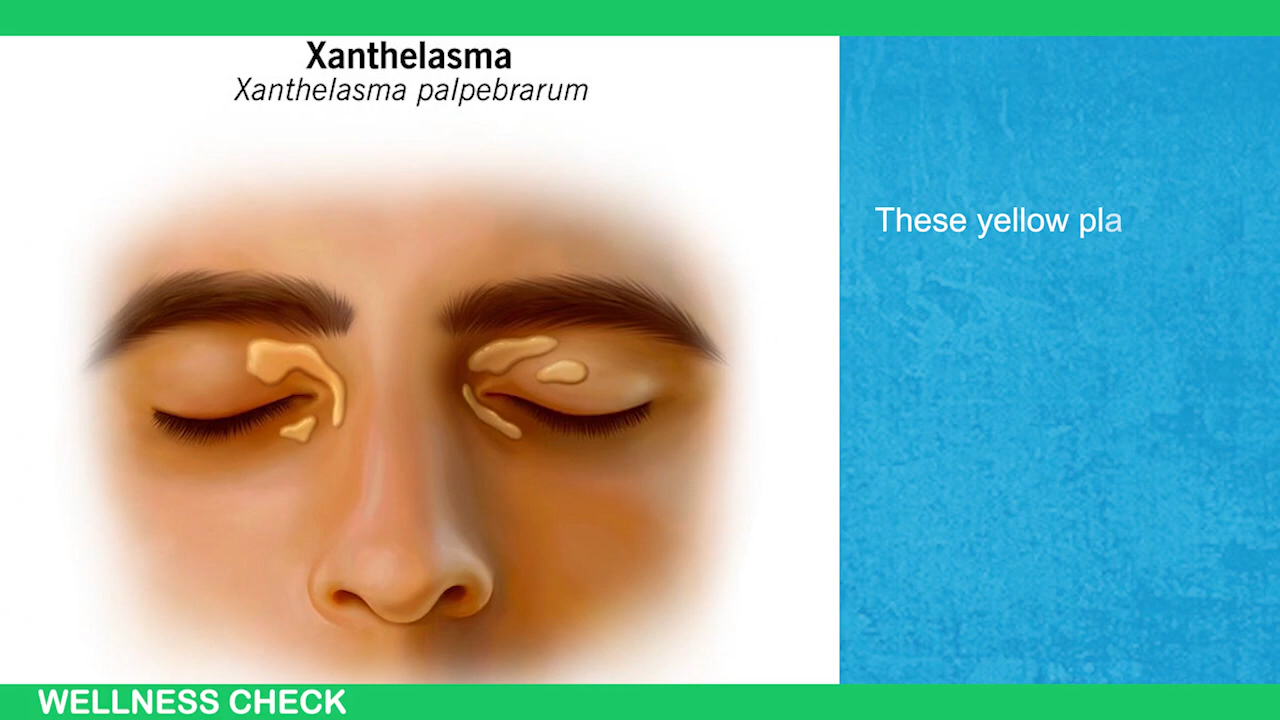 Xanthelasma
Xanthelasma palpebrarum
These yellow pla
WELLNESS CHECK